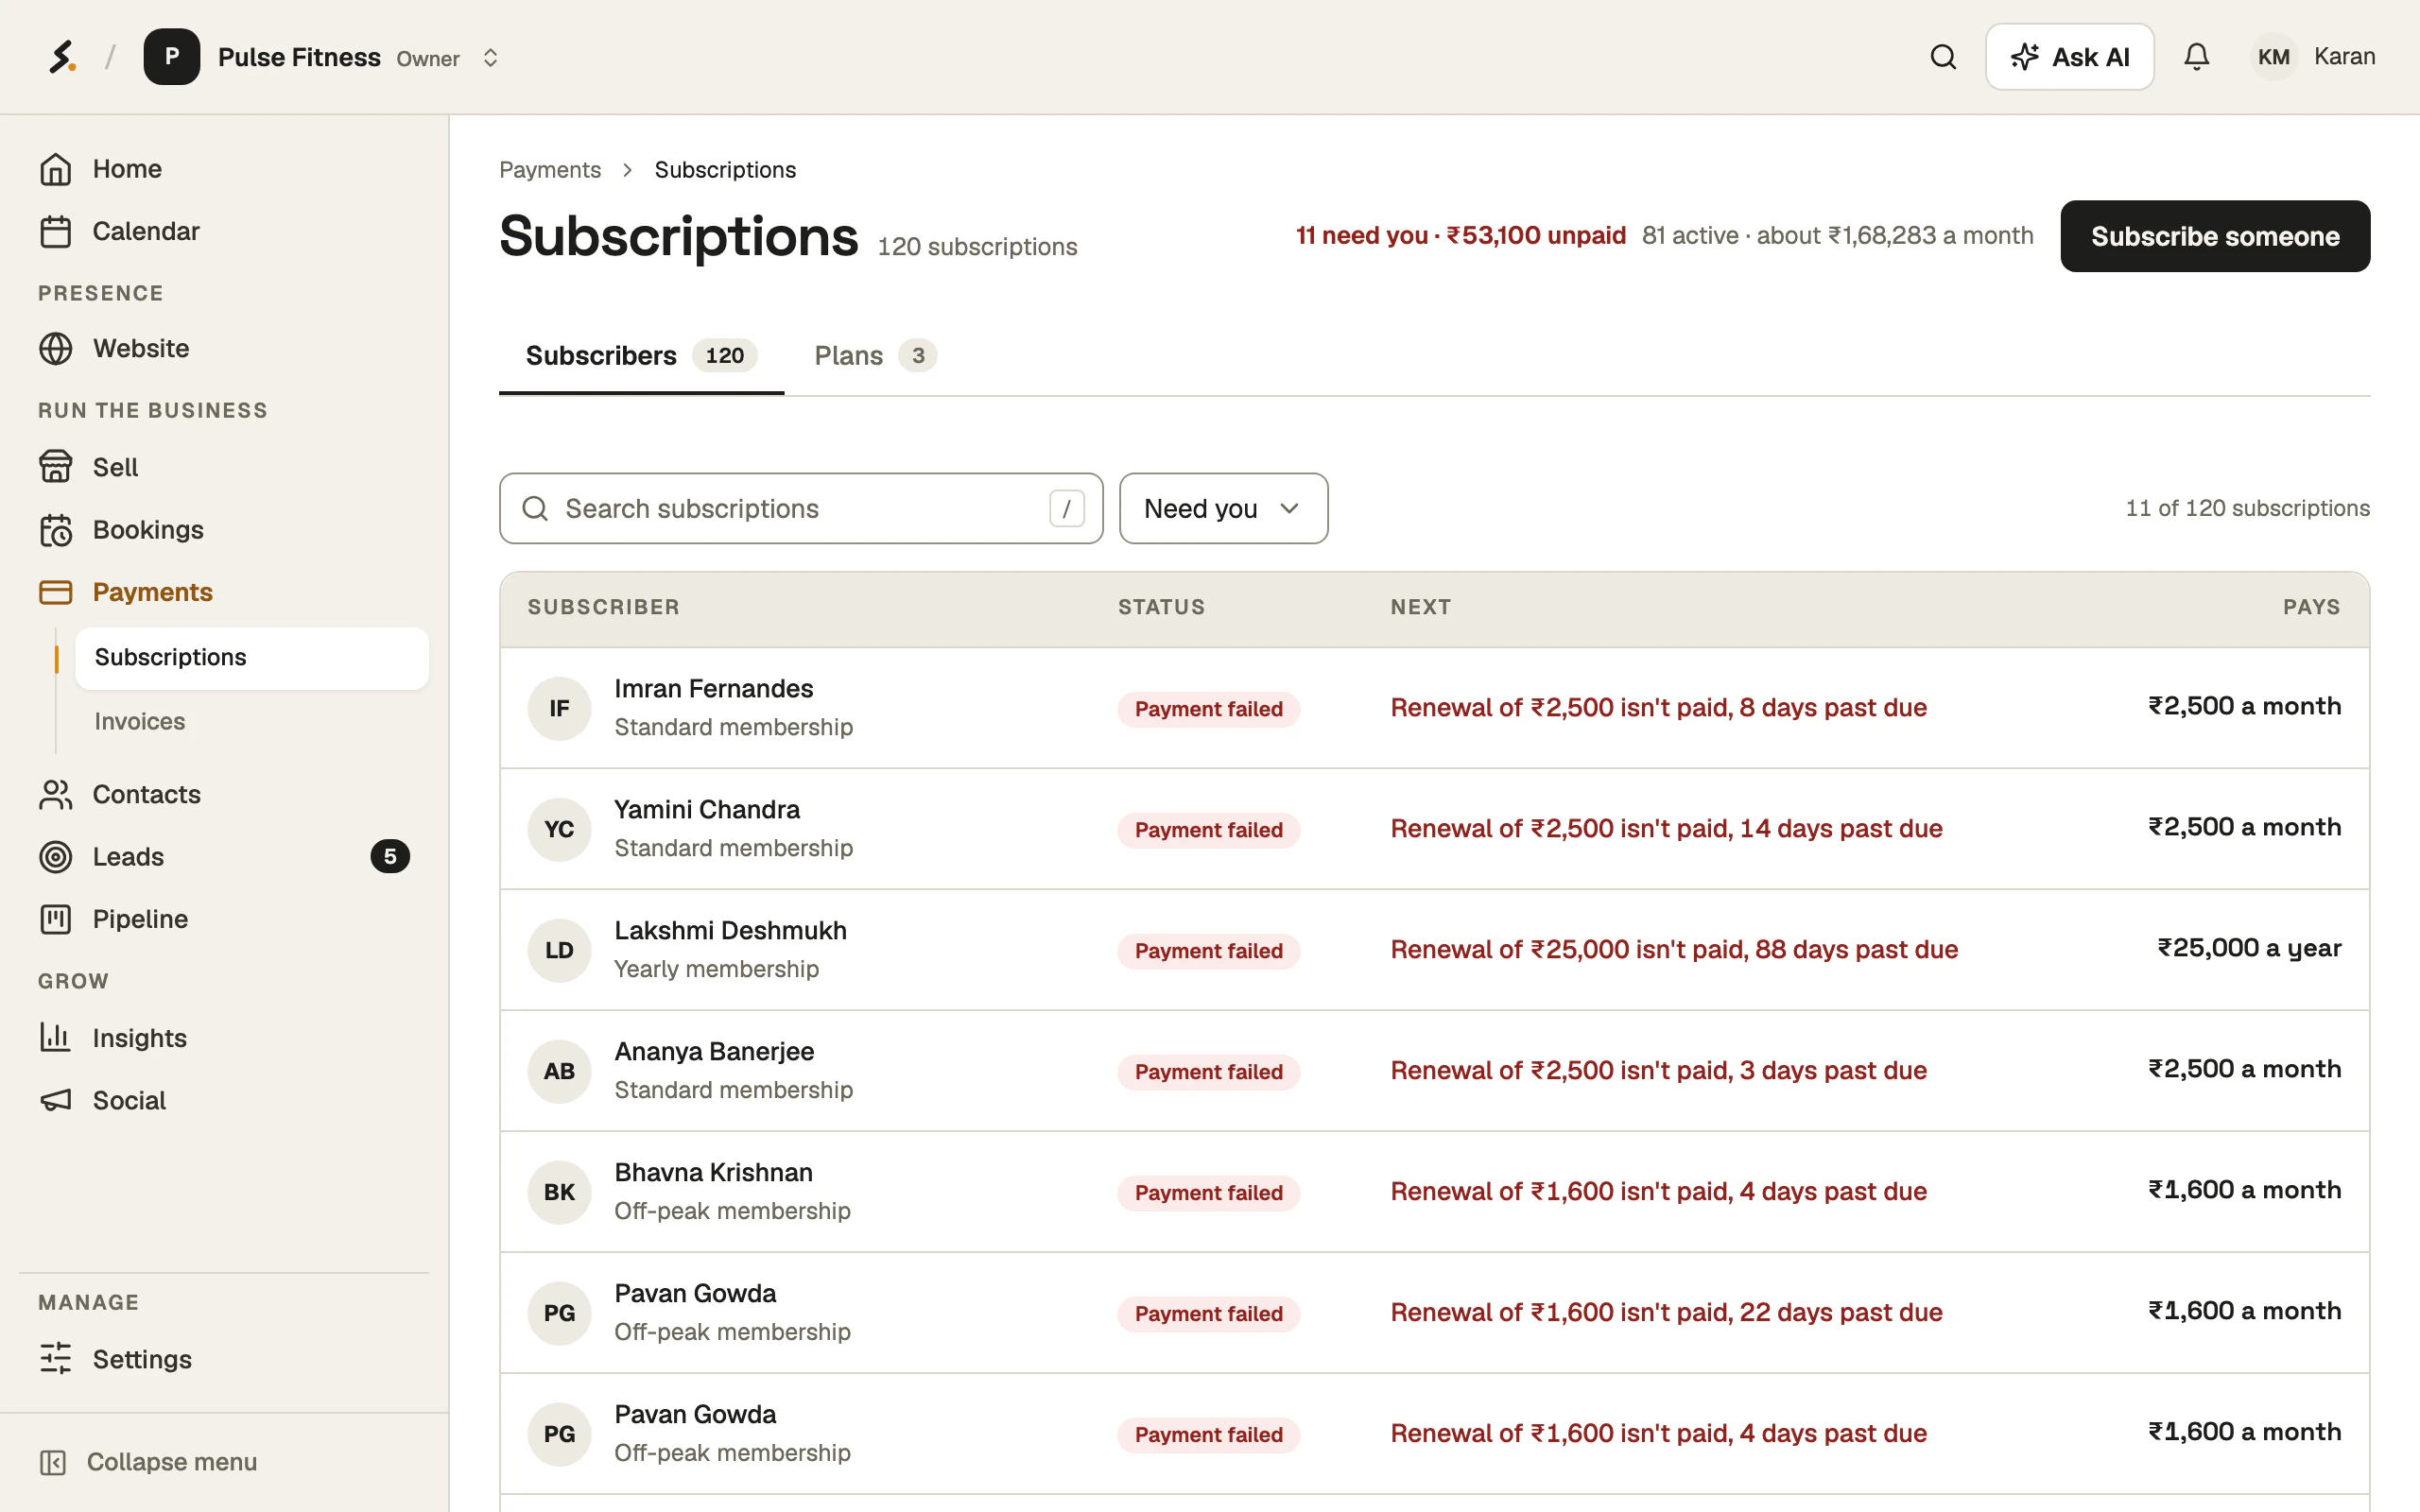 P Pulse Fitness Owner
Ask AI
KM Karan
Home
Calendar
PRESENCE
Website
RUN THE BUSINESS
Sell
Bookings
Payments
Subscriptions
Invoices
Contacts
Leads 5
Pipeline
GROW
Insights
Social
MANAGE
Settings
Collapse menu
Payments > Subscriptions
Subscriptions 120 subscriptions
11 need you · ₹53,100 unpaid 81 active · about ₹1,68,283 a month
Subscribe someone
Subscribers 120 Plans 3
Search subscriptions /
Need you
11 of 120 subscriptions
SUBSCRIBER STATUS NEXT PAYS
IF Imran Fernandes
Standard membership
Payment failed
Renewal of ₹2,500 isn't paid, 8 days past due
₹2,500 a month
YC Yamini Chandra
Standard membership
Payment failed
Renewal of ₹2,500 isn't paid, 14 days past due
₹2,500 a month
LD Lakshmi Deshmukh
Yearly membership
Payment failed
Renewal of ₹25,000 isn't paid, 88 days past due
₹25,000 a year
AB Ananya Banerjee
Standard membership
Payment failed
Renewal of ₹2,500 isn't paid, 3 days past due
₹2,500 a month
BK Bhavna Krishnan
Off-peak membership
Payment failed
Renewal of ₹1,600 isn't paid, 4 days past due
₹1,600 a month
PG Pavan Gowda
Off-peak membership
Payment failed
Renewal of ₹1,600 isn't paid, 22 days past due
₹1,600 a month
PG Pavan Gowda
Off-peak membership
Payment failed
Renewal of ₹1,600 isn't paid, 4 days past due
₹1,600 a month